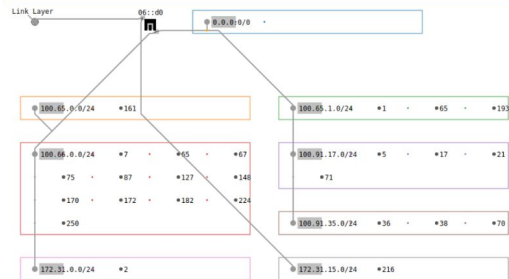 Link Layer
06::d0
0.0.0.0/0
100.65.0.0/24 161
100.65.1.0/24 1 65 193
100.66.0.0/24 7 65 67
75 87 127 148
170 172 182 224
250
100.91.17.0/24 5 17 21
71
100.91.35.0/24 36 38 70
172.31.0.0/24 2
172.31.15.0/24 216